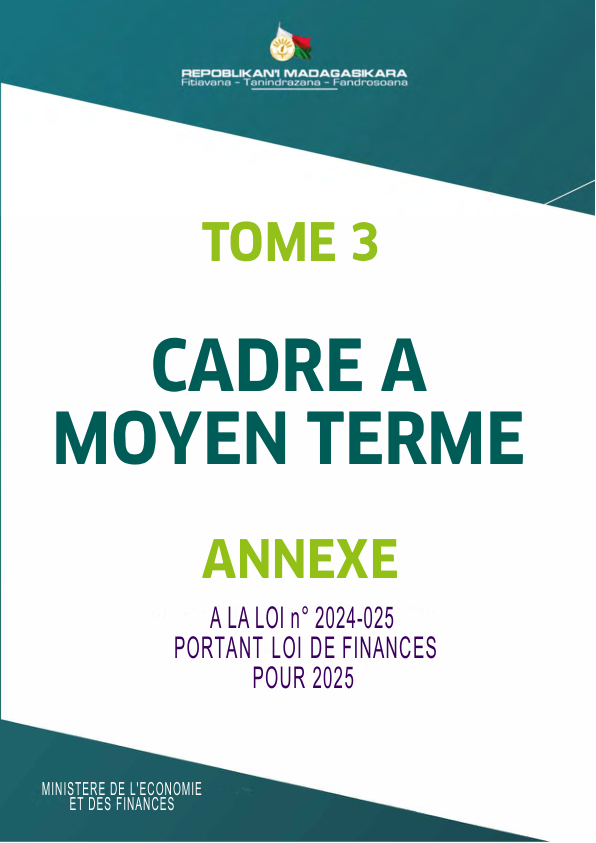 REPOBLIKAN'I MADAGASIKARA
Fitiavana - Tanindrazana - Fandrosoana
TOME 3
CADRE A
MOYEN TERME
ANNEXE
A LA LOI n° 2024-025
PORTANT LOI DE FINANCES
POUR 2025
MINISTERE DE L'ECONOMIE
ET DES FINANCES